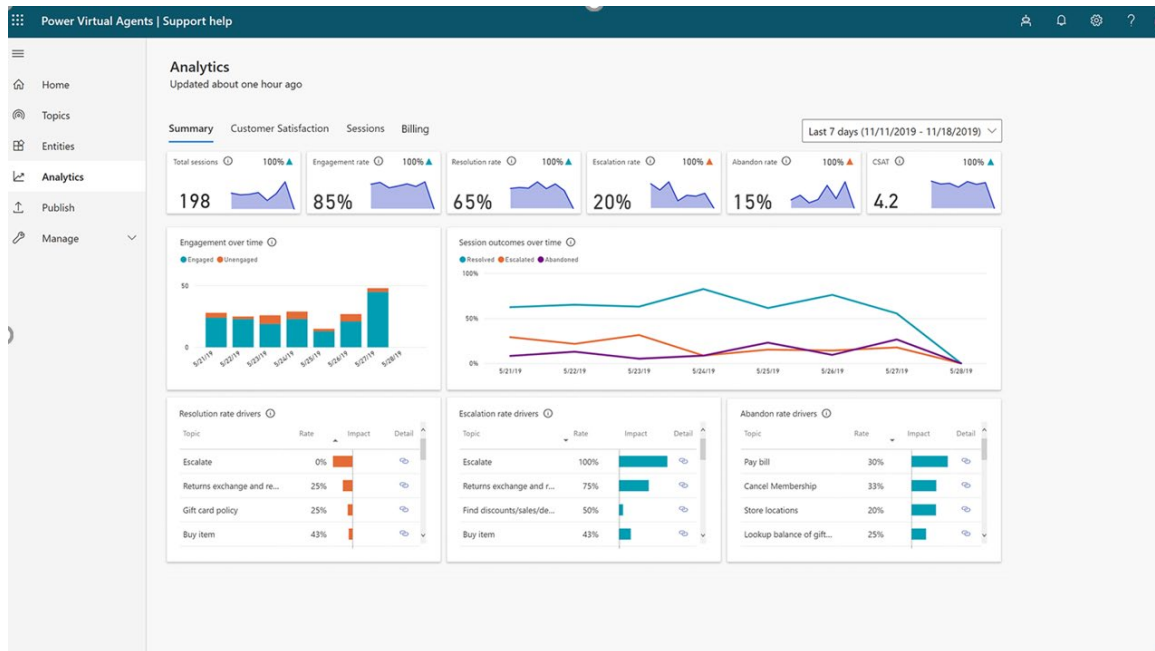 Power Virtual Agents | Support help
?
Home
Topics
Entities
Analytics
Publish
Manage
Analytics
Updated about one hour ago
Summary Customer Satisfaction Sessions Billing
Last 7 days (11/11/2019 - 11/18/2019)
Total sessions 100%
198
Engagement rate 100%
85%
Resolution rate 100%
65%
Escalation rate 100%
20%
Abandon rate 100%
15%
CSAT 100%
4.2
Engagement over time
Engaged Unengaged
50
0
5/21/19 5/22/19 5/23/19 5/24/19 5/25/19 5/26/19 5/27/19 5/28/19
Session outcomes over time
Resolved Escalated Abandoned
100%
50%
0%
5/21/19 5/22/19 5/23/19 5/24/19 5/25/19 5/26/19 5/27/19 5/28/19
Resolution rate drivers
Topic Rate Impact Detail
Escalate 0%
Returns exchange and re... 25%
Gift card policy 25%
Buy item 43%
Escalation rate drivers
Topic Rate Impact Detail
Escalate 100%
Returns exchange and r... 75%
Find discounts/sales/de... 50%
Buy item 43%
Abandon rate drivers
Topic Rate Impact Detail
Pay bill 30%
Cancel Membership 33%
Store locations 20%
Lookup balance of gift... 25%